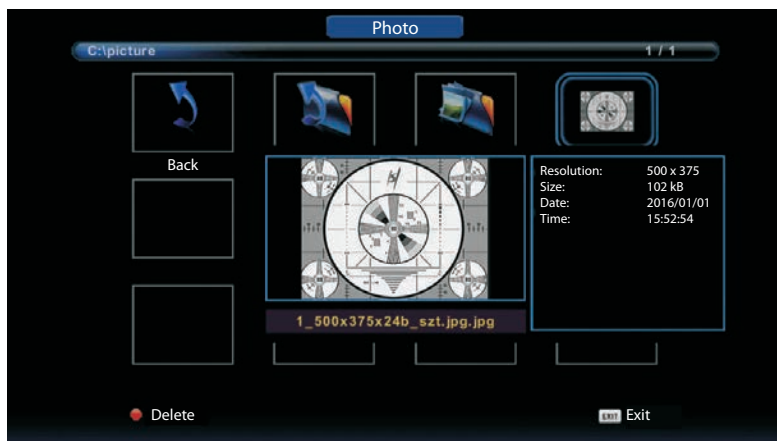 Photo
C:\picture
1 / 1
Back
Resolution: 500 x 375
Size: 102 kB
Date: 2016/01/01
Time: 15:52:54
1_500x375x24b_szt.jpg.jpg
Delete
EXIT Exit